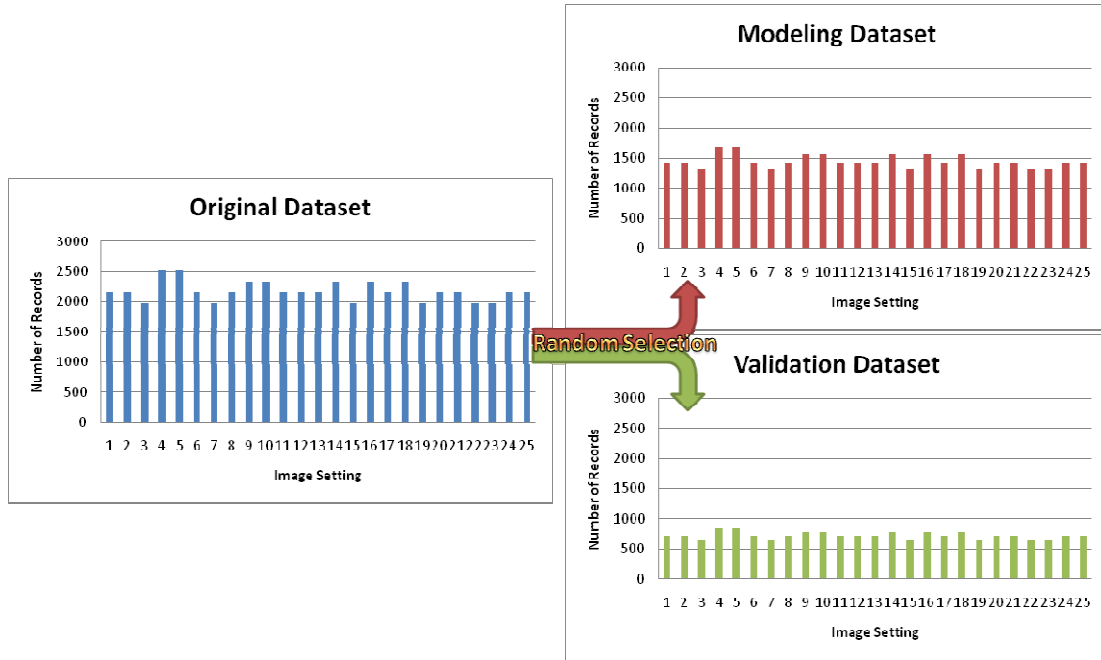 Original Dataset
Number of Records
3000
2500
2000
1500
1000
500
0
1 2 3 4 5 6 7 8 9 10 11 12 13 14 15 16 17 18 19 20 21 22 23 24 25
Image Setting
Random Selection
Modeling Dataset
Number of Records
3000
2500
2000
1500
1000
500
0
1 2 3 4 5 6 7 8 9 10 11 12 13 14 15 16 17 18 19 20 21 22 23 24 25
Image Setting
Validation Dataset
Number of Records
3000
2500
2000
1500
1000
500
0
1 2 3 4 5 6 7 8 9 10 11 12 13 14 15 16 17 18 19 20 21 22 23 24 25
Image Setting